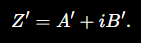 Z′ = A′ + iB′.